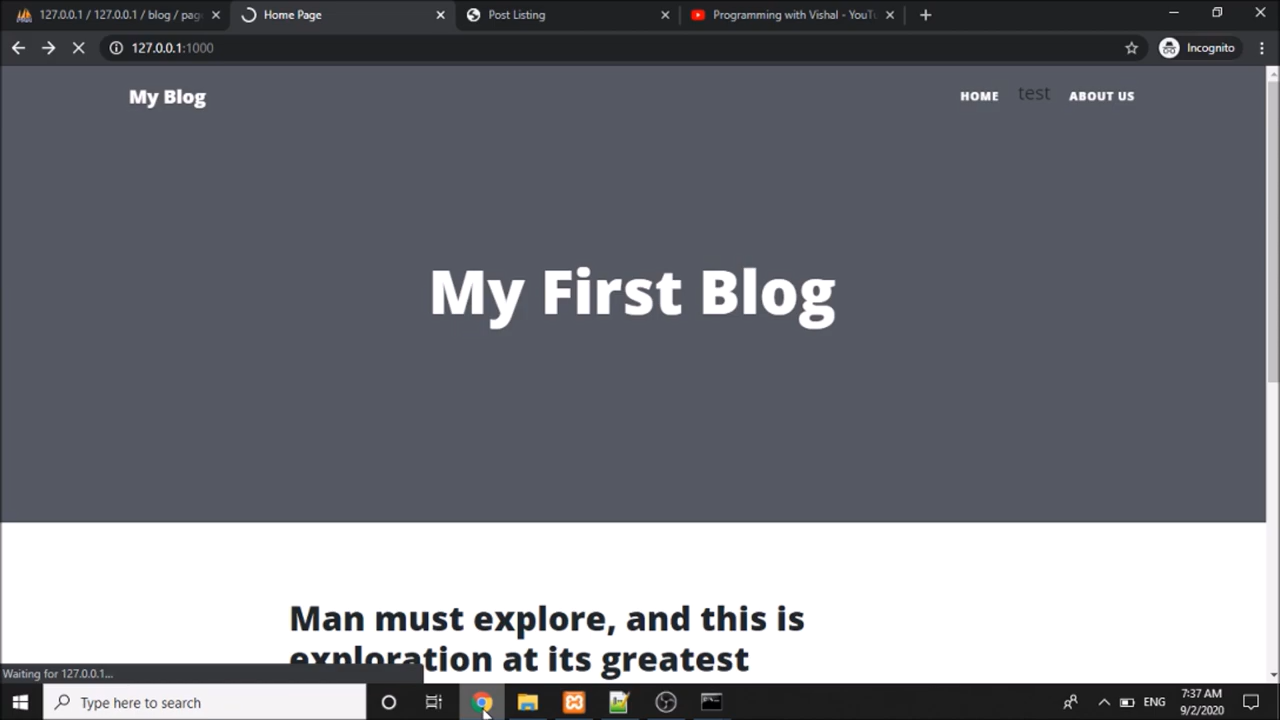 127.0.0.1 / 127.0.0.1 / blog / pag
Home Page
Post Listing
Programming with Vishal - YouTu
127.0.0.1:1000
Incognito
My Blog
HOME
test
ABOUT US
My First Blog
Man must explore, and this is
exploration at its greatest
Waiting for 127.0.0.1...
Type here to search
ENG
7:37 AM
9/2/2020